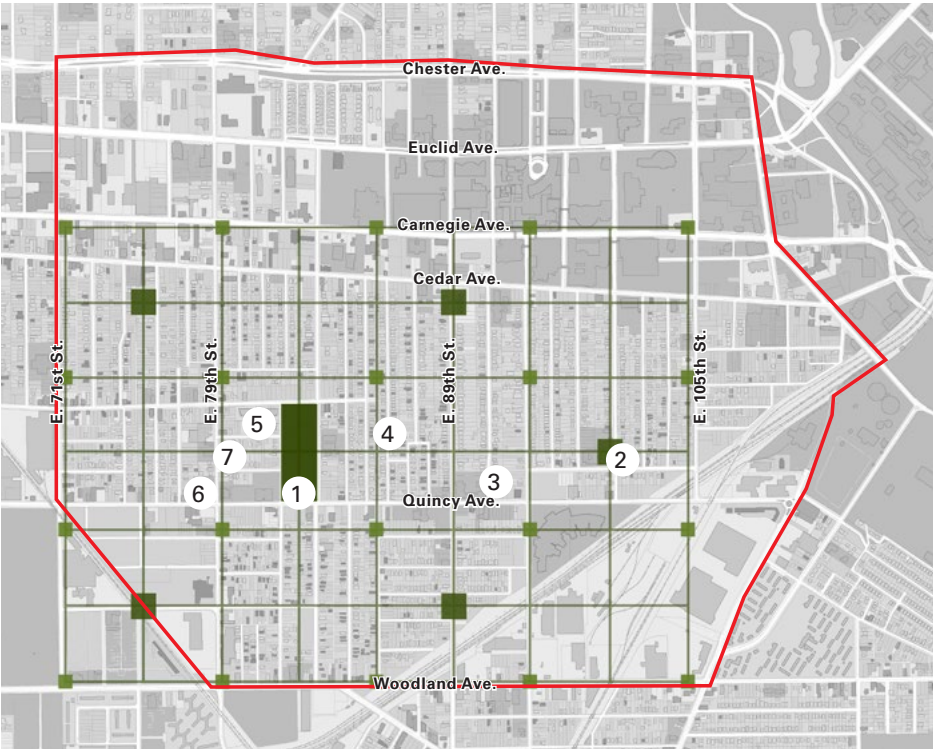 Chester Ave.
Euclid Ave.
Carnegie Ave.
Cedar Ave.
E. 71st St.
E. 79th St.
E. 89th St.
E. 105th St.
5
4
7
2
3
6
1
Quincy Ave.
Woodland Ave.